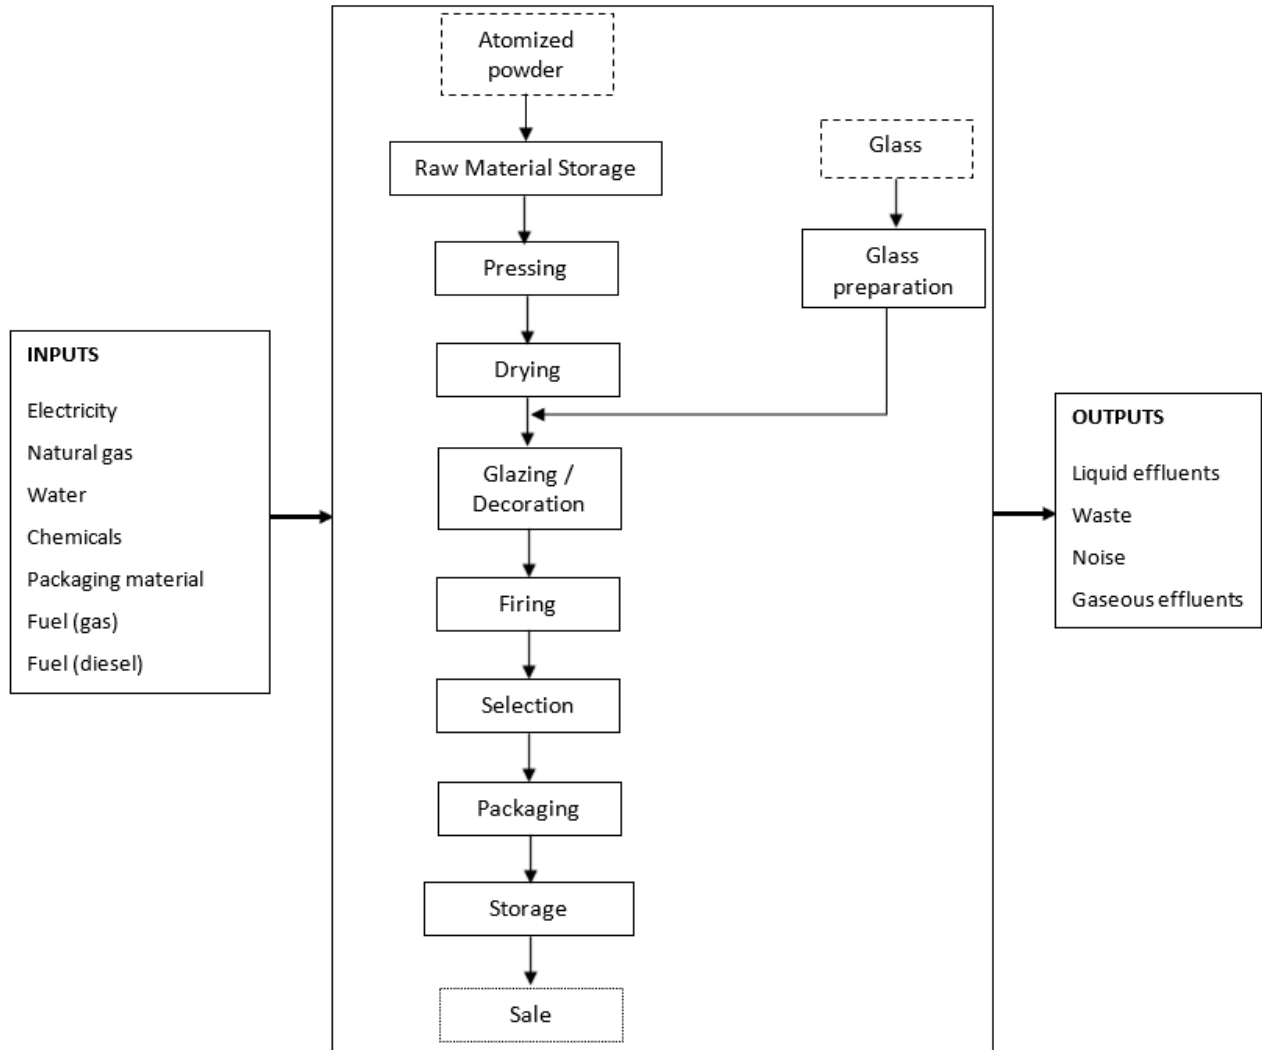 Atomized
powder
Raw Material Storage
Pressing
Drying
Glazing /
Decoration
Firing
Selection
Packaging
Storage
Sale
Glass
Glass
preparation
INPUTS
Electricity
Natural gas
Water
Chemicals
Packaging material
Fuel (gas)
Fuel (diesel)
OUTPUTS
Liquid effluents
Waste
Noise
Gaseous effluents